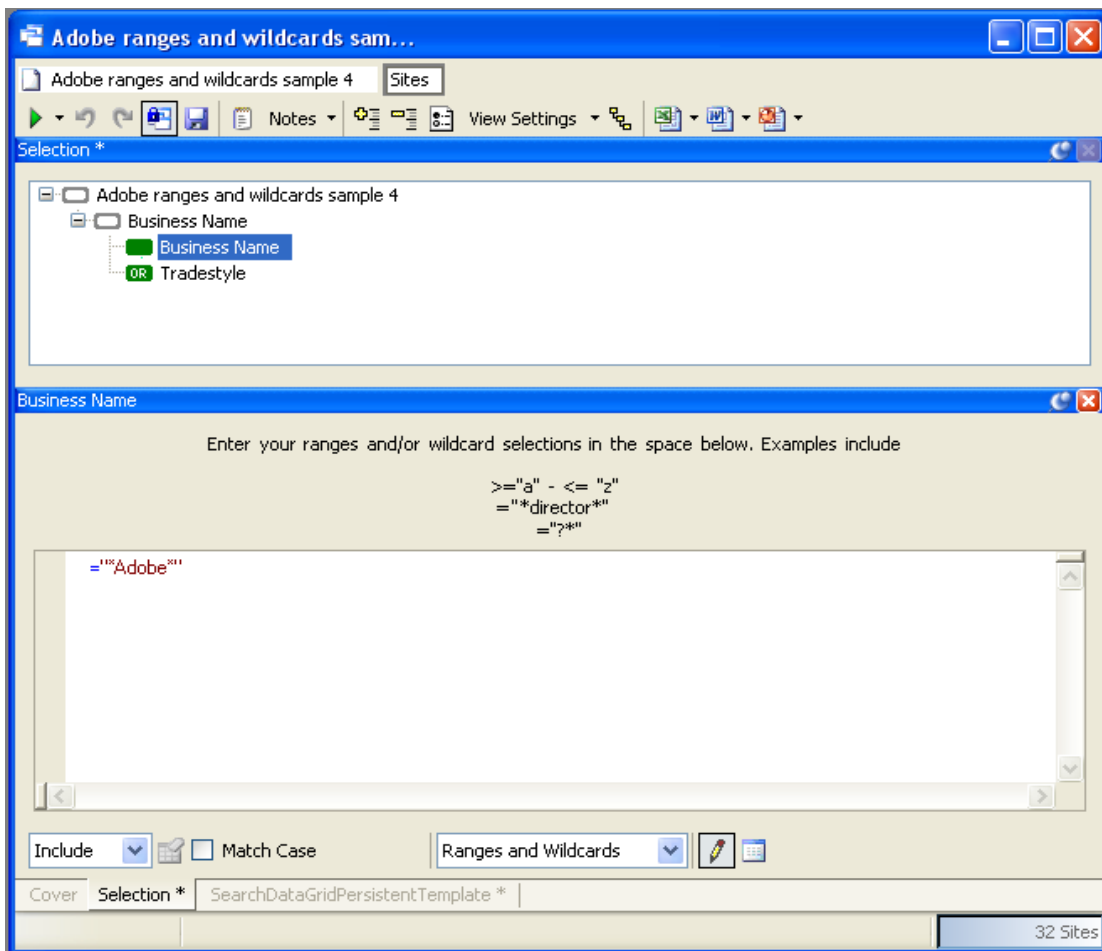 Adobe ranges and wildcards sam...
Adobe ranges and wildcards sample 4 Sites
Notes View Settings
Selection *
Adobe ranges and wildcards sample 4
Business Name
Business Name
OR Tradestyle
Business Name
Enter your ranges and/or wildcard selections in the space below. Examples include
>="a" - <= "z"
="*director*"
="?*"
="*Adobe*"
Include Match Case Ranges and Wildcards
Cover Selection * SearchDataGridPersistentTemplate *
32 Sites